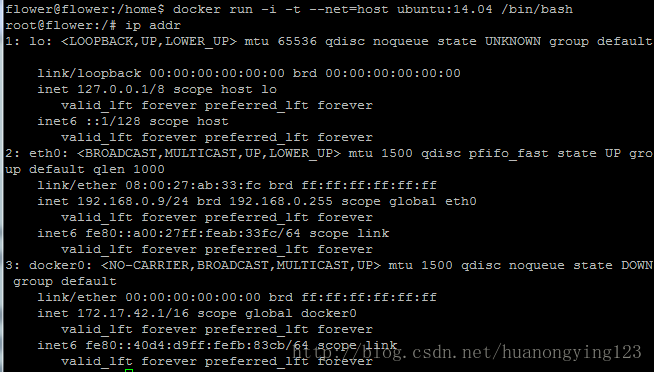 flower@flower:/home$ docker run -i -t --net=host ubuntu:14.04 /bin/bash
root@flower:/# ip addr
1: lo: <LOOPBACK,UP,LOWER_UP> mtu 65536 qdisc noqueue state UNKNOWN group default
    link/loopback 00:00:00:00:00:00 brd 00:00:00:00:00:00
    inet 127.0.0.1/8 scope host lo
       valid_lft forever preferred_lft forever
    inet6 ::1/128 scope host
       valid_lft forever preferred_lft forever
2: eth0: <BROADCAST,MULTICAST,UP,LOWER_UP> mtu 1500 qdisc pfifo_fast state UP gro
up default qlen 1000
    link/ether 08:00:27:ab:33:fc brd ff:ff:ff:ff:ff:ff
    inet 192.168.0.9/24 brd 192.168.0.255 scope global eth0
       valid_lft forever preferred_lft forever
    inet6 fe80::a00:27ff:feab:33fc/64 scope link
       valid_lft forever preferred_lft forever
3: docker0: <NO-CARRIER,BROADCAST,MULTICAST,UP> mtu 1500 qdisc noqueue state DOWN
 group default
    link/ether 00:00:00:00:00:00 brd ff:ff:ff:ff:ff:ff
    inet 172.17.42.1/16 scope global docker0
       valid_lft forever preferred_lft forever
    inet6 fe80::40d4:d9ff:fefb:83cb/64 scope link
http://blog.csdn.net/huanongying123
       valid_lft forever preferred_lft forever